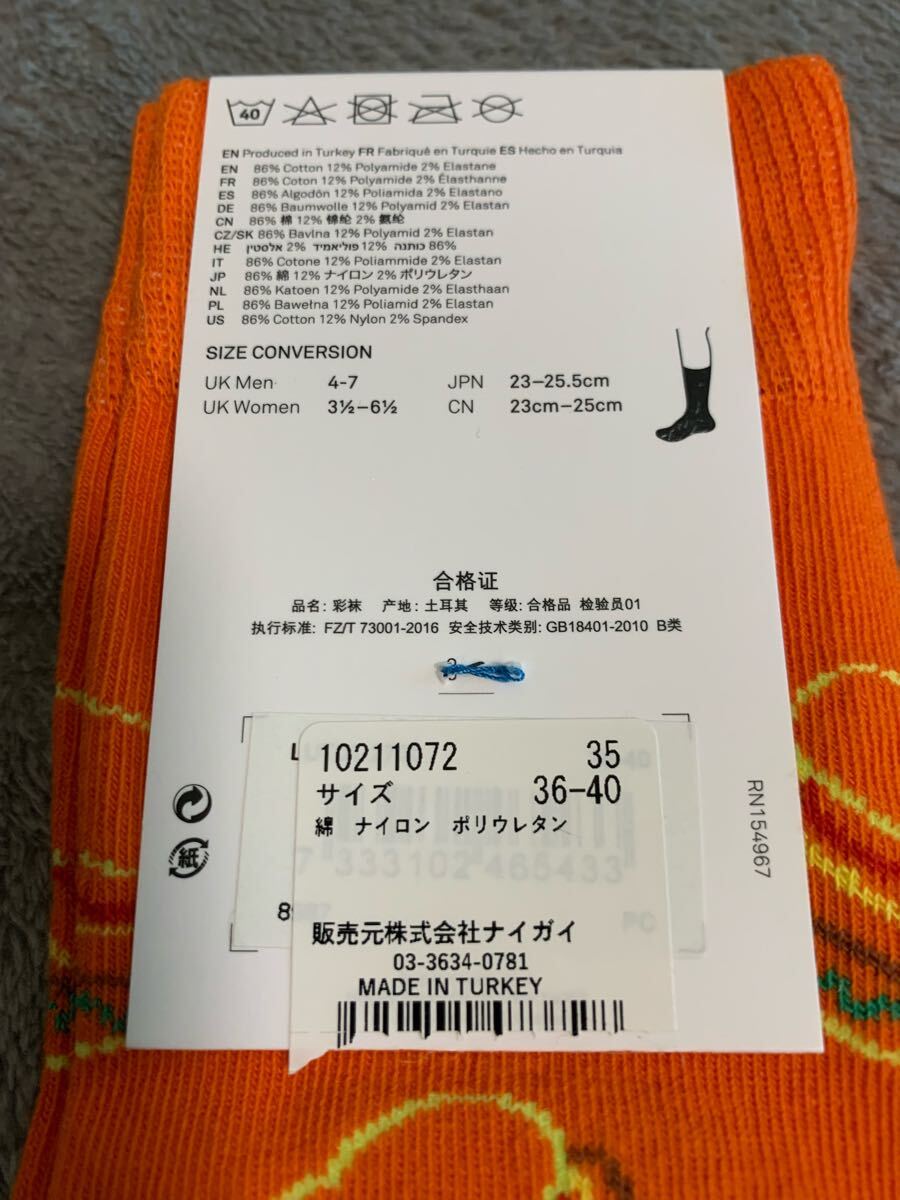 40
EN Produced in Turkey FR Fabriqué en Turquie ES Hecho en Turquia
EN 86% Cotton 12% Polyamide 2% Elastane
FR 86% Coton 12% Polyamide 2% Élasthanne
ES 86% Algodón 12% Poliamida 2% Elastano
DE 86% Baumwolle 12% Polyamid 2% Elastan
CN 86% 棉 12% 锦纶 2% 氨纶
CZ/SK 86% Bavlna 12% Polyamid 2% Elastan
HE 86% כותנה 12% פוליאמיד 2% אלסטין
IT 86% Cotone 12% Poliammide 2% Elastan
JP 86% 綿 12% ナイロン 2% ポリウレタン
NL 86% Katoen 12% Polyamide 2% Elasthaan
PL 86% Bawełna 12% Poliamid 2% Elastan
US 86% Cotton 12% Nylon 2% Spandex
SIZE CONVERSION
UK Men 4-7 JPN 23–25.5cm
UK Women 3½–6½ CN 23cm–25cm
合格证
品名: 彩袜 产地: 土耳其 等级: 合格品 检验员01
执行标准: FZ/T 73001-2016 安全技术类别: GB18401-2010 B类
10211072 35
サイズ 36-40
綿 ナイロン ポリウレタン
7 333102 465433
PC
販売元株式会社ナイガイ
03-3634-0781
MADE IN TURKEY
紙
RN154967